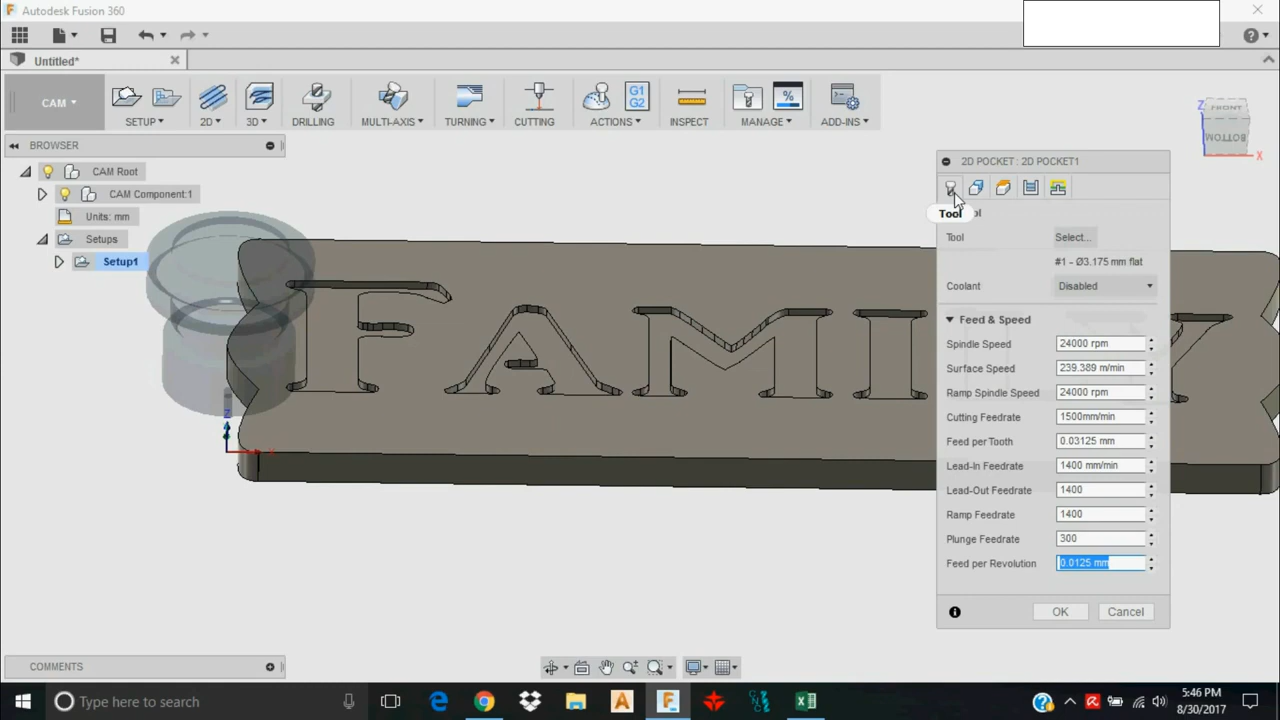 Autodesk Fusion 360
Untitled*
CAM
SETUP
2D
3D
DRILLING
MULTI-AXIS
TURNING
CUTTING
G1
G2
ACTIONS
INSPECT
%
MANAGE
ADD-INS
BROWSER
CAM Root
CAM Component:1
Units: mm
Setups
Setup1
FAMI
Y
Z
X
FRONT
BOTTOM
Z
X
2D POCKET : 2D POCKET1
Tool
Tool Select...
#1 - Ø3.175 mm flat
Coolant Disabled
Feed & Speed
Spindle Speed 24000 rpm
Surface Speed 239.389 m/min
Ramp Spindle Speed 24000 rpm
Cutting Feedrate 1500mm/min
Feed per Tooth 0.03125 mm
Lead-In Feedrate 1400 mm/min
Lead-Out Feedrate 1400
Ramp Feedrate 1400
Plunge Feedrate 300
Feed per Revolution 0.0125 mm
OK Cancel
COMMENTS
Type here to search
5:46 PM
8/30/2017